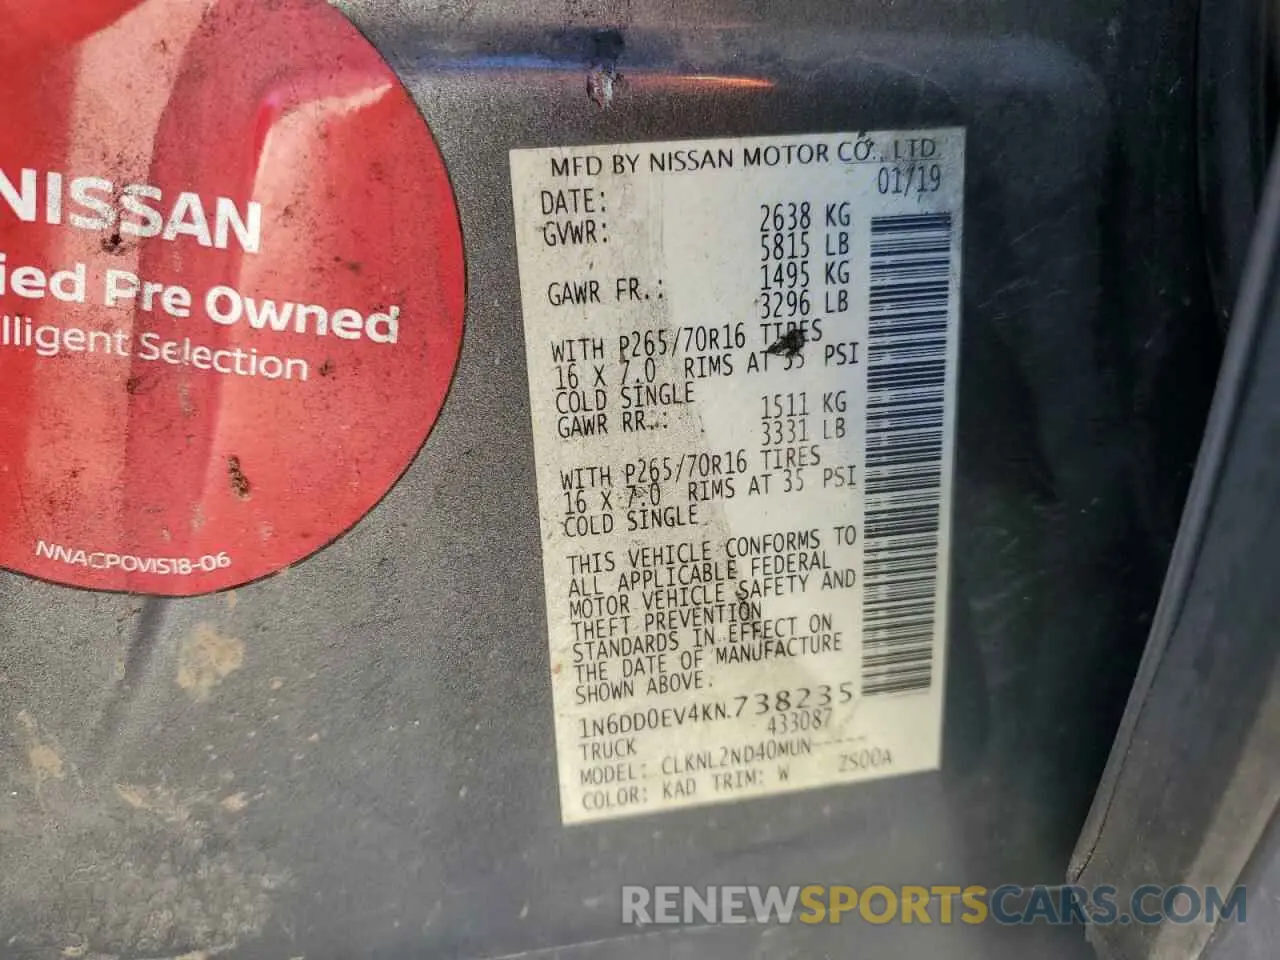 NISSAN
ied Pre Owned
lligent Selection
NNACPOVIS18-06
MFD BY NISSAN MOTOR CO., LTD.
DATE: 01/19
GVWR: 2638 KG
5815 LB
GAWR FR.: 1495 KG
3296 LB
WITH P265/70R16 TIRES
16 X 7.0 RIMS AT 35 PSI
COLD SINGLE
GAWR RR.: 1511 KG
3331 LB
WITH P265/70R16 TIRES
16 X 7.0 RIMS AT 35 PSI
COLD SINGLE
THIS VEHICLE CONFORMS TO
ALL APPLICABLE FEDERAL
MOTOR VEHICLE SAFETY AND
THEFT PREVENTION
STANDARDS IN EFFECT ON
THE DATE OF MANUFACTURE
SHOWN ABOVE.
1N6DD0EV4KN738235
TRUCK 433087
MODEL: CLKNL2ND40MUN-----
COLOR: KAD TRIM: W ZS00A
RENEWSPORTSCARS.COM